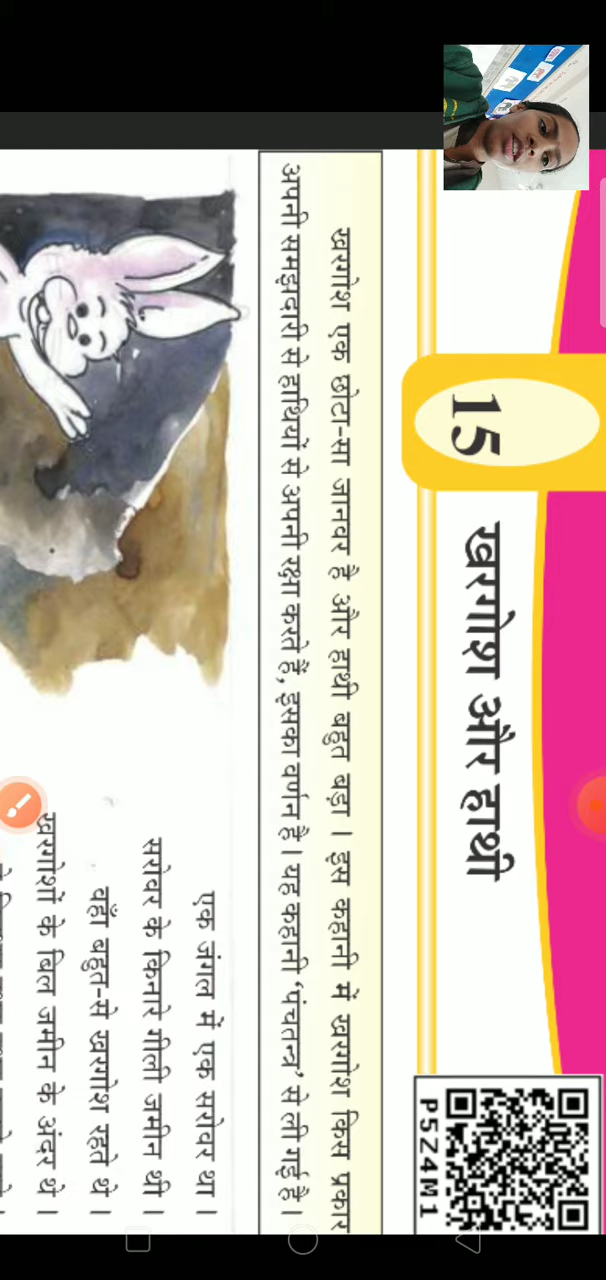 15
खरगोश और हाथी
P5Z4M1
खरगोश एक छोटा-सा जानवर है और हाथी बहुत बड़ा । इस कहानी में खरगोश किस प्रकार
अपनी समझदारी से हाथियों से अपनी रक्षा करते हैं, इसका वर्णन है। यह कहानी ‘पंचतन्त्र’ से ली गई है।
एक जंगल में एक सरोवर था ।
सरोवर के किनारे गीली जमीन थी ।
वहाँ बहुत-से खरगोश रहते थे ।
खरगोशों के बिल जमीन के अंदर थे ।